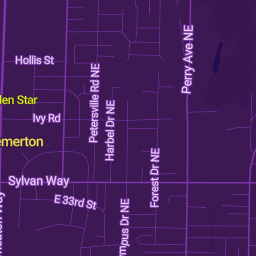 Hollis St
Perry Ave NE
Petersville Rd NE
Harbel Dr NE
Ivy Rd
Forest Dr NE
Sylvan Way
E 33rd St